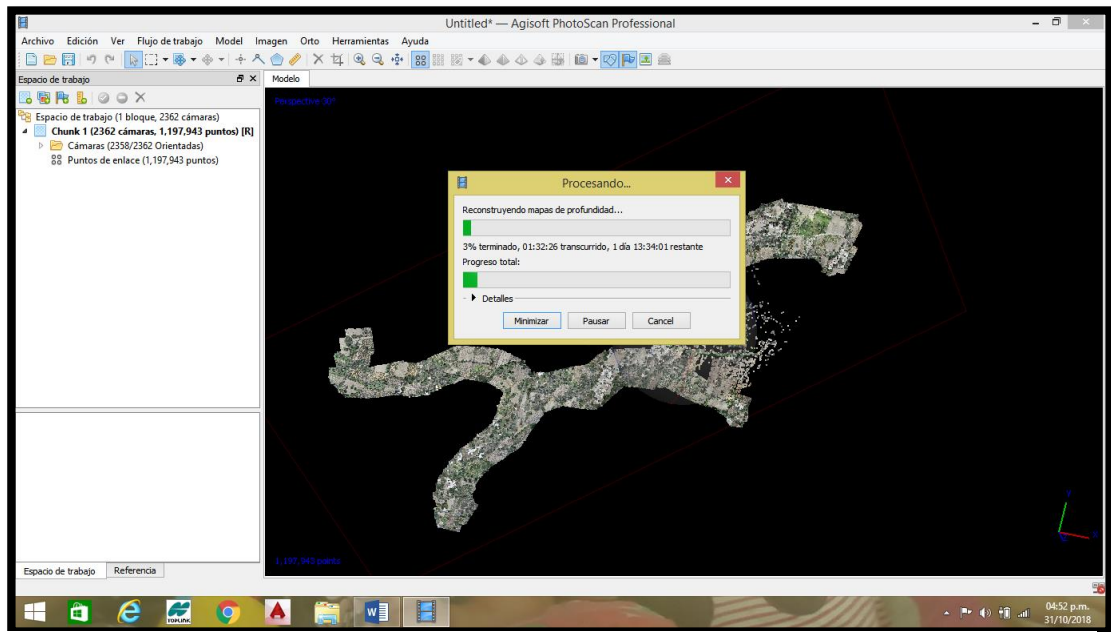 Untitled* — Agisoft PhotoScan Professional
Archivo Edición Ver Flujo de trabajo Model Imagen Orto Herramientas Ayuda
Espacio de trabajo
Modelo
Perspective 30°
Espacio de trabajo (1 bloque, 2362 cámaras)
Chunk 1 (2362 cámaras, 1,197,943 puntos) [R]
Cámaras (2358/2362 Orientadas)
Puntos de enlace (1,197,943 puntos)
Procesando...
Reconstruyendo mapas de profundidad...
3% terminado, 01:32:26 transcurrido, 1 día 13:34:01 restante
Progreso total:
Detalles
Minimizar Pausar Cancel
Y
X
1,197,943 points
Espacio de trabajo Referencia
TOPLINK
04:52 p.m.
31/10/2018